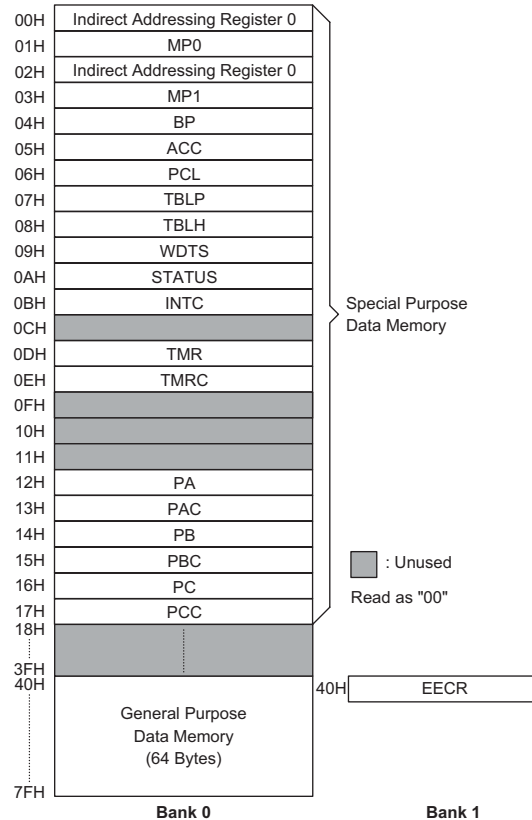 00H Indirect Addressing Register 0
01H MP0
02H Indirect Addressing Register 0
03H MP1
04H BP
05H ACC
06H PCL
07H TBLP
08H TBLH
09H WDTS
0AH STATUS
0BH INTC
0CH
0DH TMR
0EH TMRC
0FH
10H
11H
12H PA
13H PAC
14H PB
15H PBC
16H PC
17H PCC
18H
3FH
40H
General Purpose
Data Memory
(64 Bytes)
7FH
Bank 0
Special Purpose
Data Memory
: Unused
Read as "00"
40H EECR
Bank 1